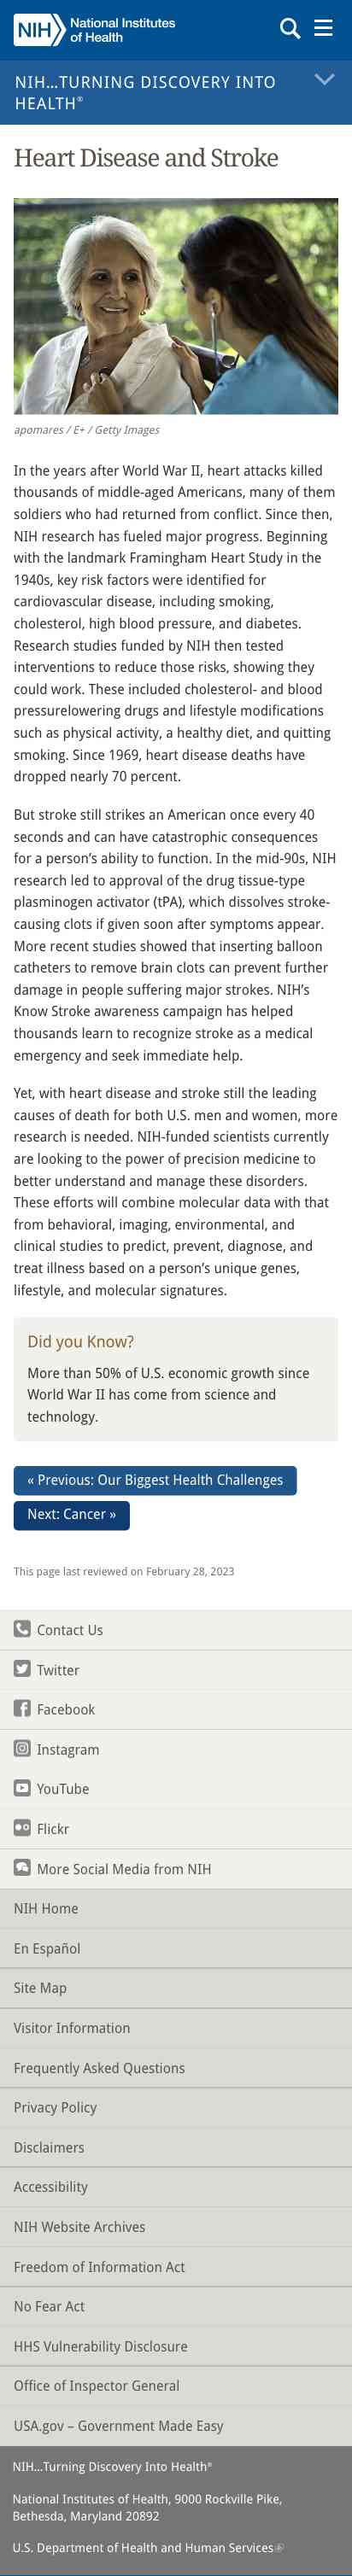 NIH
National Institutes
of Health
NIH…TURNING DISCOVERY INTO
HEALTH®
Heart Disease and Stroke
apomares / E+ / Getty Images
In the years after World War II, heart attacks killed
thousands of middle-aged Americans, many of them
soldiers who had returned from conflict. Since then,
NIH research has fueled major progress. Beginning
with the landmark Framingham Heart Study in the
1940s, key risk factors were identified for
cardiovascular disease, including smoking,
cholesterol, high blood pressure, and diabetes.
Research studies funded by NIH then tested
interventions to reduce those risks, showing they
could work. These included cholesterol- and blood
pressurelowering drugs and lifestyle modifications
such as physical activity, a healthy diet, and quitting
smoking. Since 1969, heart disease deaths have
dropped nearly 70 percent.
But stroke still strikes an American once every 40
seconds and can have catastrophic consequences
for a person’s ability to function. In the mid-90s, NIH
research led to approval of the drug tissue-type
plasminogen activator (tPA), which dissolves stroke-
causing clots if given soon after symptoms appear.
More recent studies showed that inserting balloon
catheters to remove brain clots can prevent further
damage in people suffering major strokes. NIH’s
Know Stroke awareness campaign has helped
thousands learn to recognize stroke as a medical
emergency and seek immediate help.
Yet, with heart disease and stroke still the leading
causes of death for both U.S. men and women, more
research is needed. NIH-funded scientists currently
are looking to the power of precision medicine to
better understand and manage these disorders.
These efforts will combine molecular data with that
from behavioral, imaging, environmental, and
clinical studies to predict, prevent, diagnose, and
treat illness based on a person’s unique genes,
lifestyle, and molecular signatures.
Did you Know?
More than 50% of U.S. economic growth since
World War II has come from science and
technology.
« Previous: Our Biggest Health Challenges
Next: Cancer »
This page last reviewed on February 28, 2023
Contact Us
Twitter
Facebook
Instagram
YouTube
Flickr
More Social Media from NIH
NIH Home
En Español
Site Map
Visitor Information
Frequently Asked Questions
Privacy Policy
Disclaimers
Accessibility
NIH Website Archives
Freedom of Information Act
No Fear Act
HHS Vulnerability Disclosure
Office of Inspector General
USA.gov – Government Made Easy
NIH…Turning Discovery Into Health®
National Institutes of Health, 9000 Rockville Pike,
Bethesda, Maryland 20892
U.S. Department of Health and Human Services